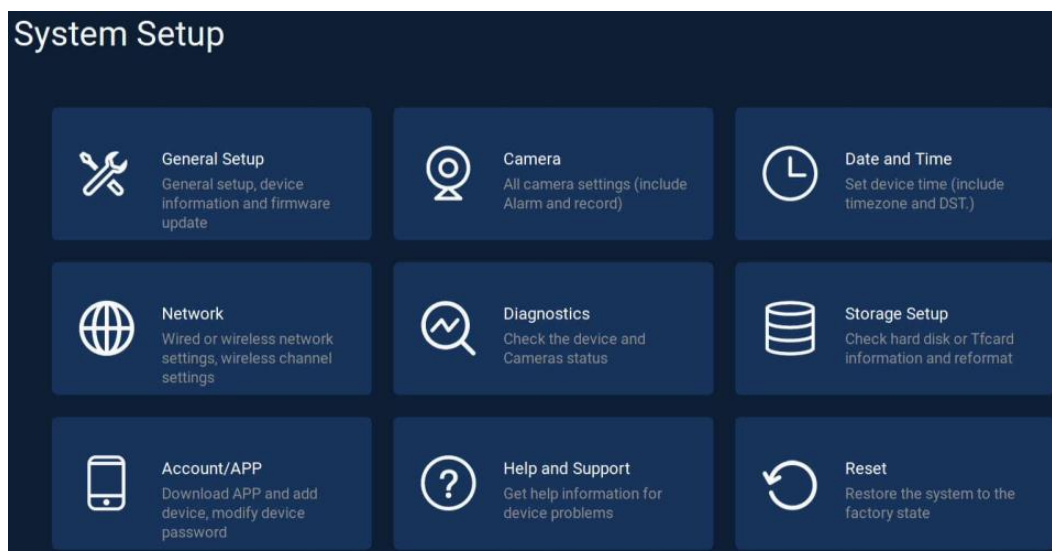 System Setup
General Setup
General setup, device
information and firmware
update
Camera
All camera settings (include
Alarm and record)
Date and Time
Set device time (include
timezone and DST.)
Network
Wired or wireless network
settings, wireless channel
settings
Diagnostics
Check the device and
Cameras status
Storage Setup
Check hard disk or Tfcard
information and reformat
Account/APP
Download APP and add
device, modify device
password
Help and Support
Get help information for
device problems
Reset
Restore the system to the
factory state